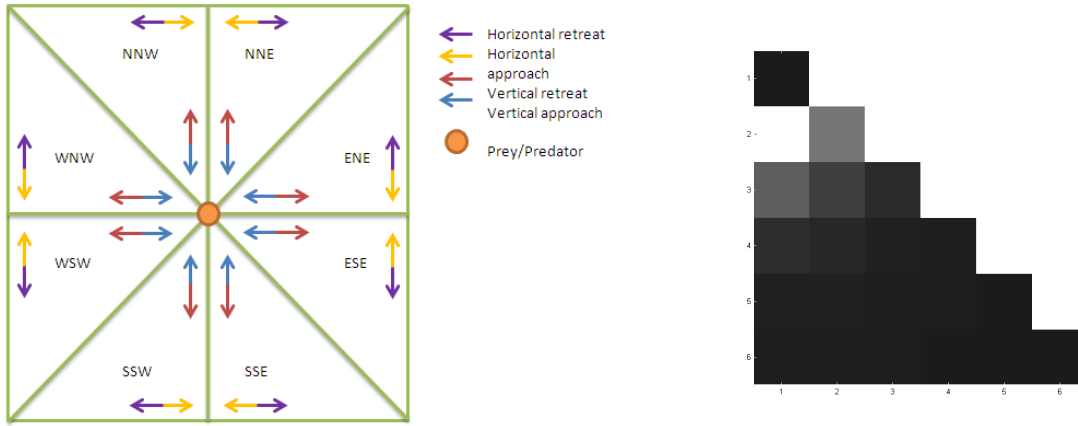 NNW NNE
WNW ENE
WSW ESE
SSW SSE
Horizontal retreat
Horizontal
approach
Vertical retreat
Vertical approach
Prey/Predator
1
2
3
4
5
6
1 2 3 4 5 6